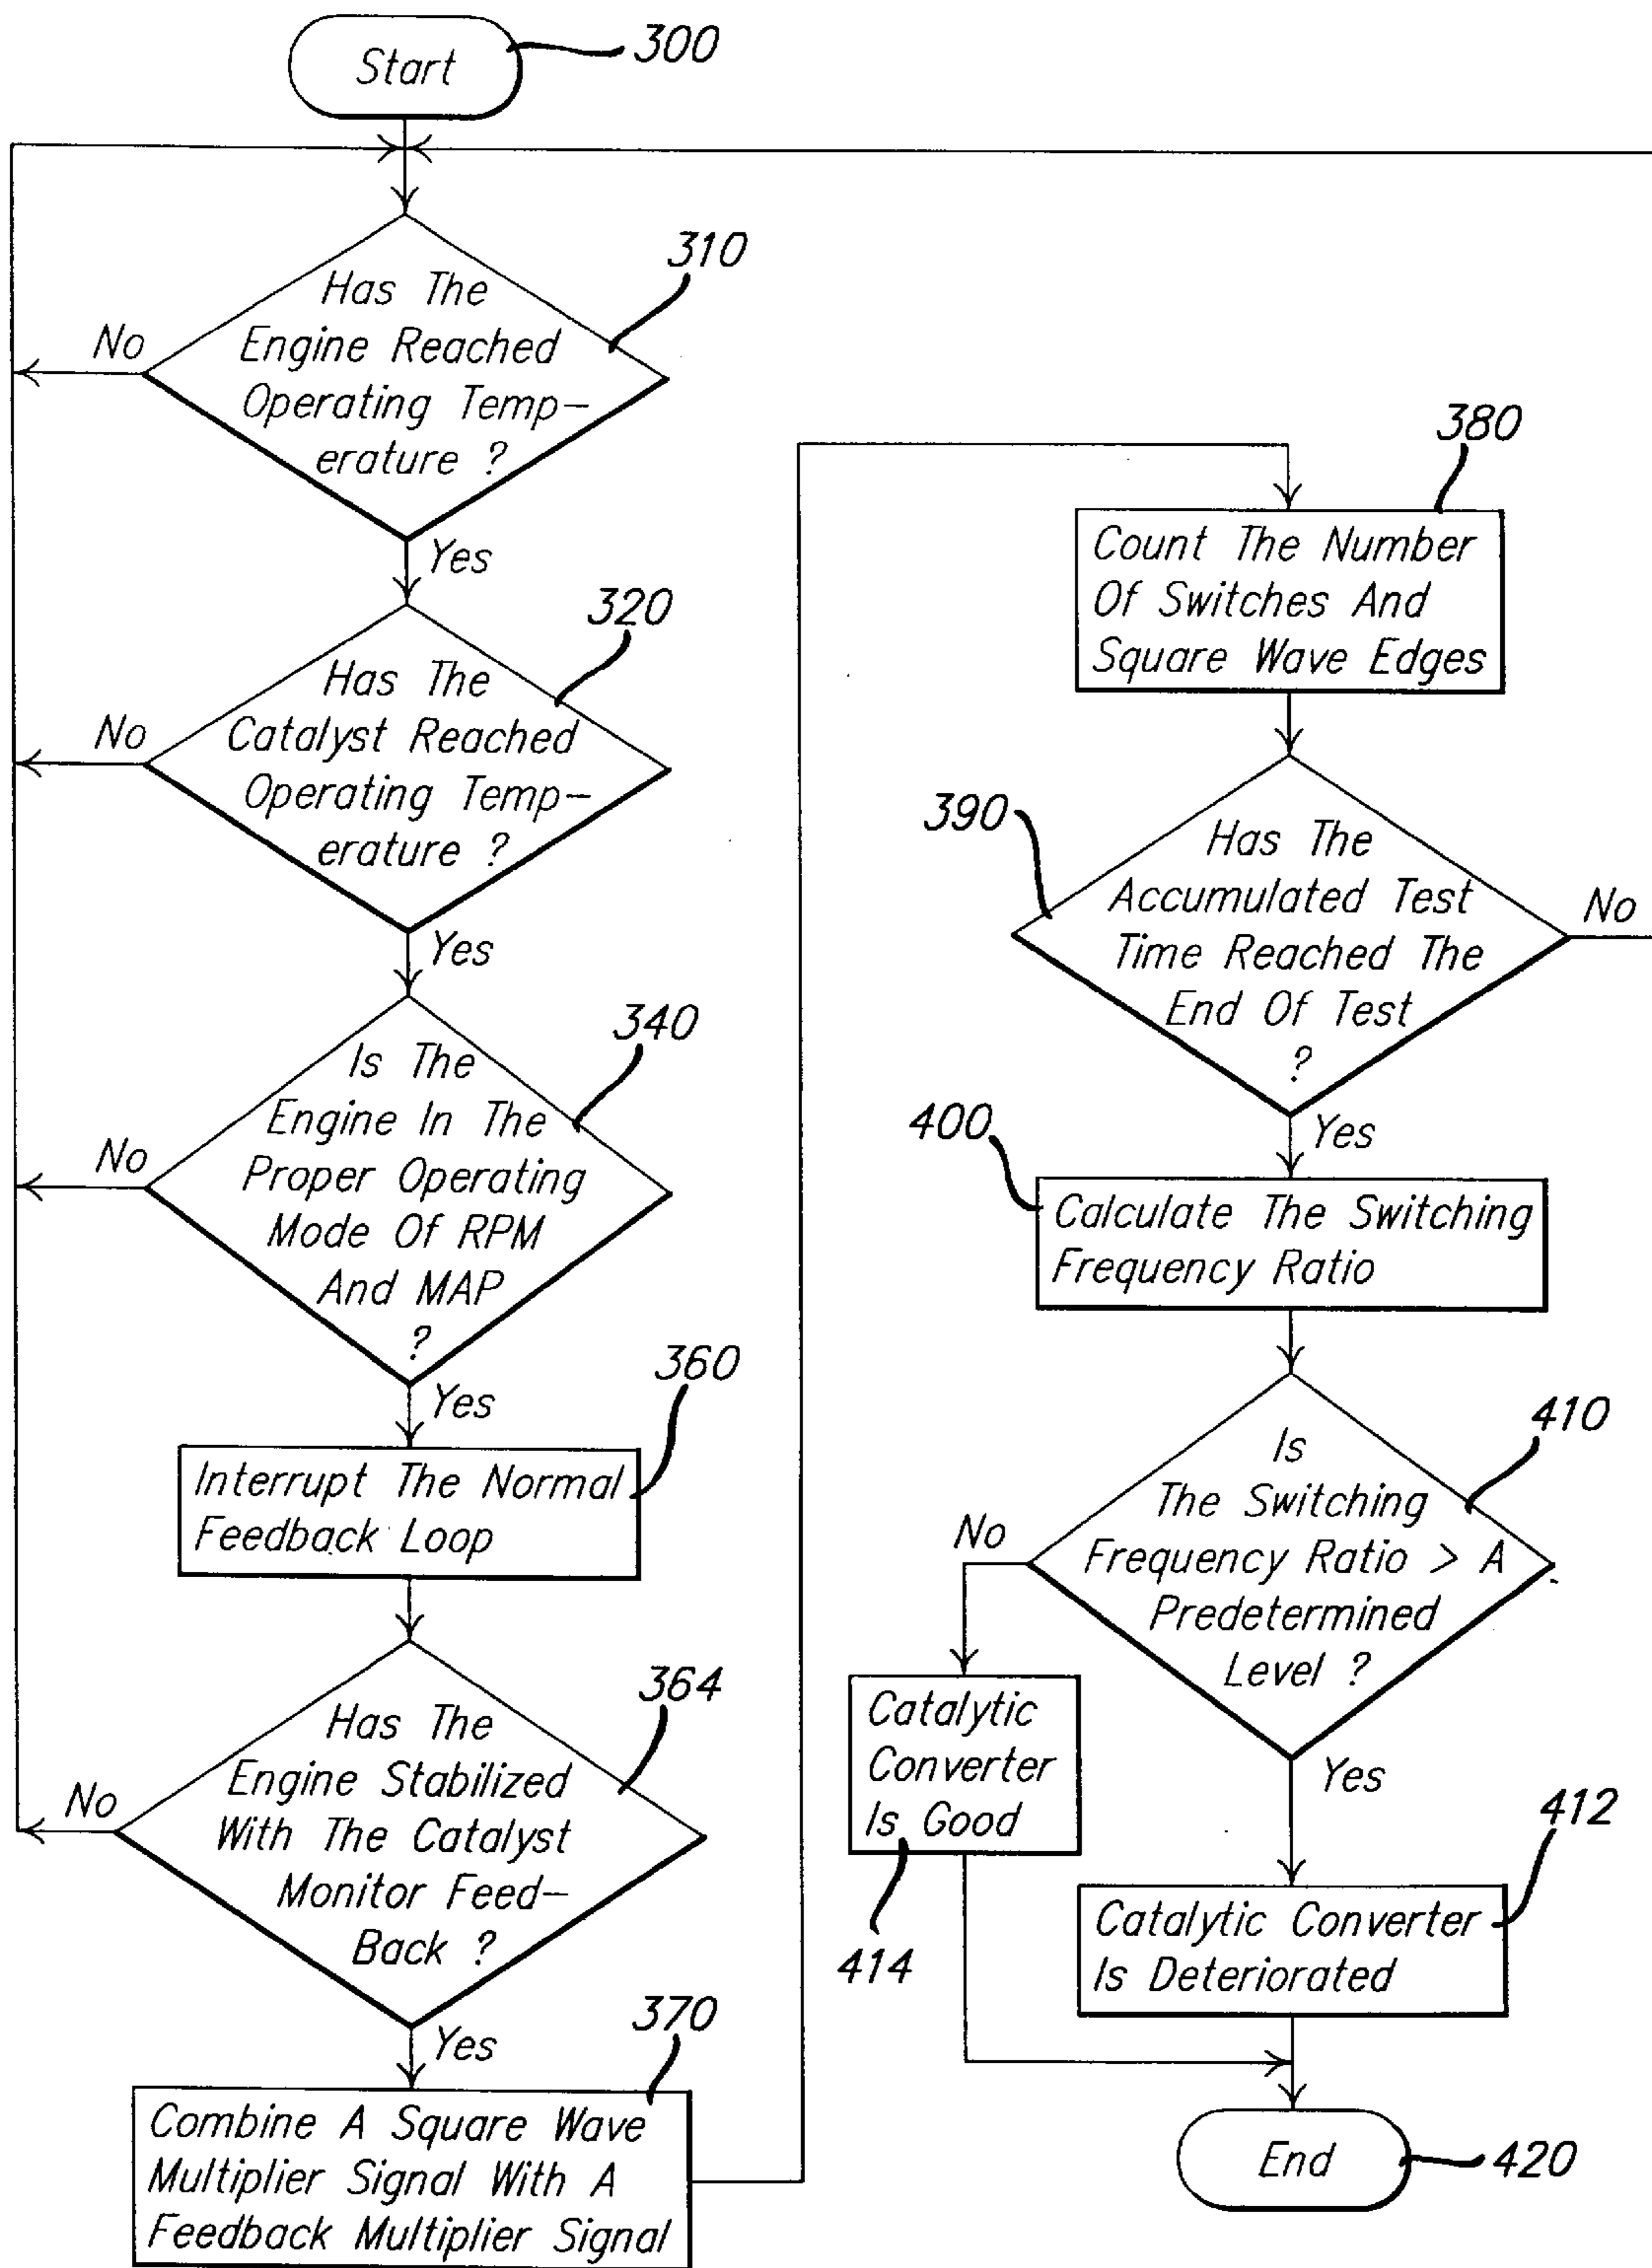 Start
300
Has The
Engine Reached
Operating Temp-
erature ?
310
No
Yes
Has The
Catalyst Reached
Operating Temp-
erature ?
320
No
Yes
Is The
Engine In The
Proper Operating
Mode Of RPM
And MAP
?
340
No
Yes
Interrupt The Normal
Feedback Loop
360
Has The
Engine Stabilized
With The Catalyst
Monitor Feed-
Back ?
364
No
Yes
Combine A Square Wave
Multiplier Signal With A
Feedback Multiplier Signal
370
Count The Number
Of Switches And
Square Wave Edges
380
Has The
Accumulated Test
Time Reached The
End Of Test
?
390
No
Yes
Calculate The Switching
Frequency Ratio
400
Is
The Switching
Frequency Ratio > A
Predetermined
Level ?
410
No
Yes
Catalytic
Converter
Is Good
414
Catalytic Converter
Is Deteriorated
412
End
420